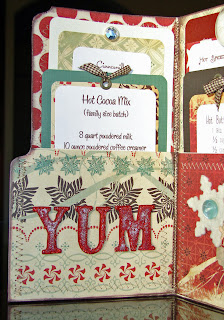 Hot Cocoa Mix
(family size batch)
8 quart powdered milk
10 ounce powdered coffee creamer
YUM